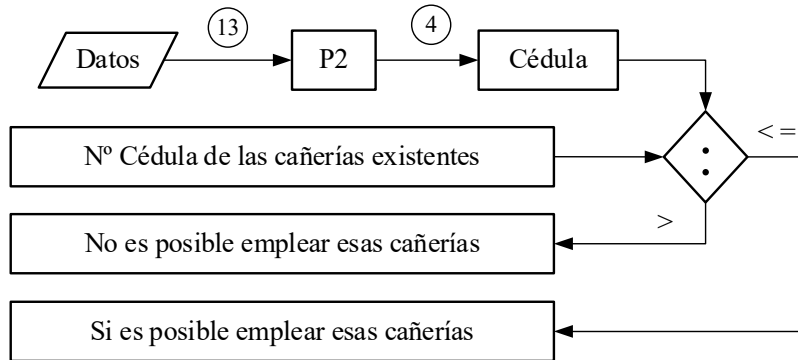 13
4
Datos
P2
Cédula
< =
Nº Cédula de las cañerías existentes
:
>
No es posible emplear esas cañerías
Si es posible emplear esas cañerías